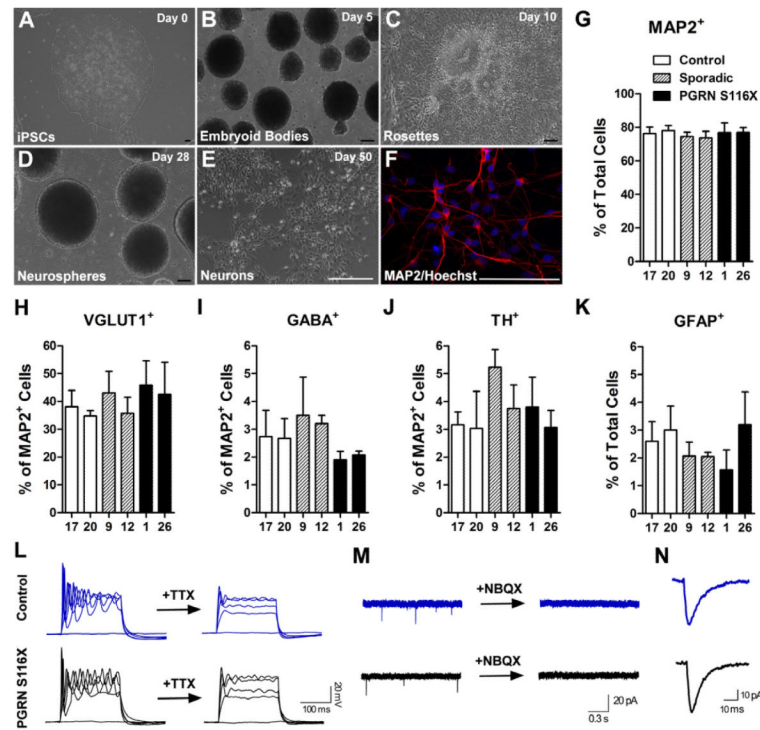 A
Day 0
iPSCs
B
Day 5
Embryoid Bodies
C
Day 10
Rosettes
D
Day 28
Neurospheres
E
Day 50
Neurons
F
MAP2/Hoechst
G
MAP2+
Control
Sporadic
PGRN S116X
% of Total Cells
100
80
60
40
20
0
17 20 9 12 1 26
H
VGLUT1+
% of MAP2+ Cells
60
50
40
30
20
10
0
17 20 9 12 1 26
I
GABA+
% of MAP2+ Cells
6
5
4
3
2
1
0
17 20 9 12 1 26
J
TH+
% of MAP2+ Cells
6
5
4
3
2
1
0
17 20 9 12 1 26
K
GFAP+
% of Total Cells
6
5
4
3
2
1
0
17 20 9 12 1 26
L
Control
+TTX
PGRN S116X
+TTX
20 mV
100 ms
M
+NBQX
+NBQX
20 pA
0.3 s
N
10 pA
10 ms